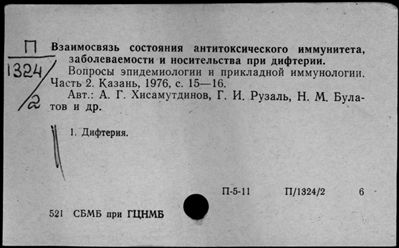 П
1324/2
Взаимосвязь состояния антитоксического иммунитета,
заболеваемости и носительства при дифтерии.
Вопросы эпидемиологии и прикладной иммунологии.
Часть 2. Казань, 1976, с. 15—16.
Авт.: А. Г. Хисамутдинов, Г. И. Рузаль, Н. М. Була-
тов и др.
1. Дифтерия.
П-5-11 П/1324/2 6
521 СБМБ при ГЦНМБ